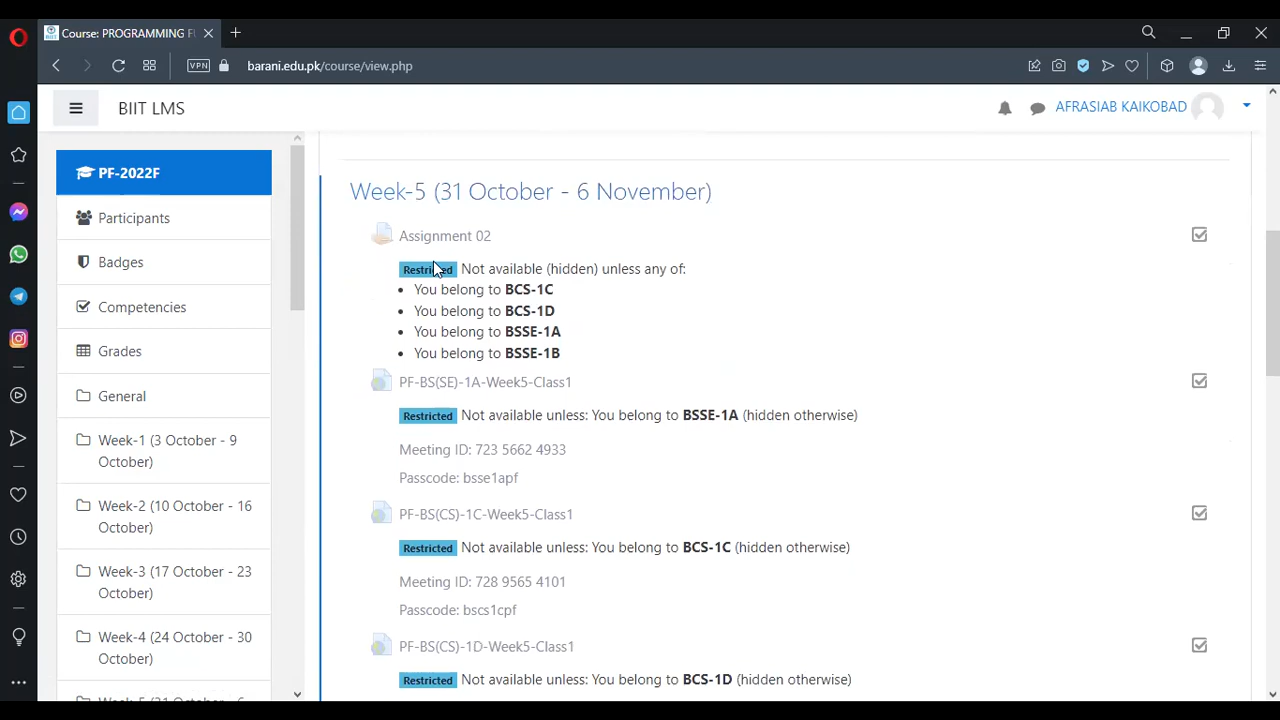 Course: PROGRAMMING FU
VPN
barani.edu.pk/course/view.php
BIIT LMS
AFRASIAB KAIKOBAD
PF-2022F
Participants
Badges
Competencies
Grades
General
Week-1 (3 October - 9
October)
Week-2 (10 October - 16
October)
Week-3 (17 October - 23
October)
Week-4 (24 October - 30
October)
Week-5 (31 October - 6 November)
Assignment 02
Restricted Not available (hidden) unless any of:
You belong to BCS-1C
You belong to BCS-1D
You belong to BSSE-1A
You belong to BSSE-1B
PF-BS(SE)-1A-Week5-Class1
Restricted Not available unless: You belong to BSSE-1A (hidden otherwise)
Meeting ID: 723 5662 4933
Passcode: bsse1apf
PF-BS(CS)-1C-Week5-Class1
Restricted Not available unless: You belong to BCS-1C (hidden otherwise)
Meeting ID: 728 9565 4101
Passcode: bscs1cpf
PF-BS(CS)-1D-Week5-Class1
Restricted Not available unless: You belong to BCS-1D (hidden otherwise)